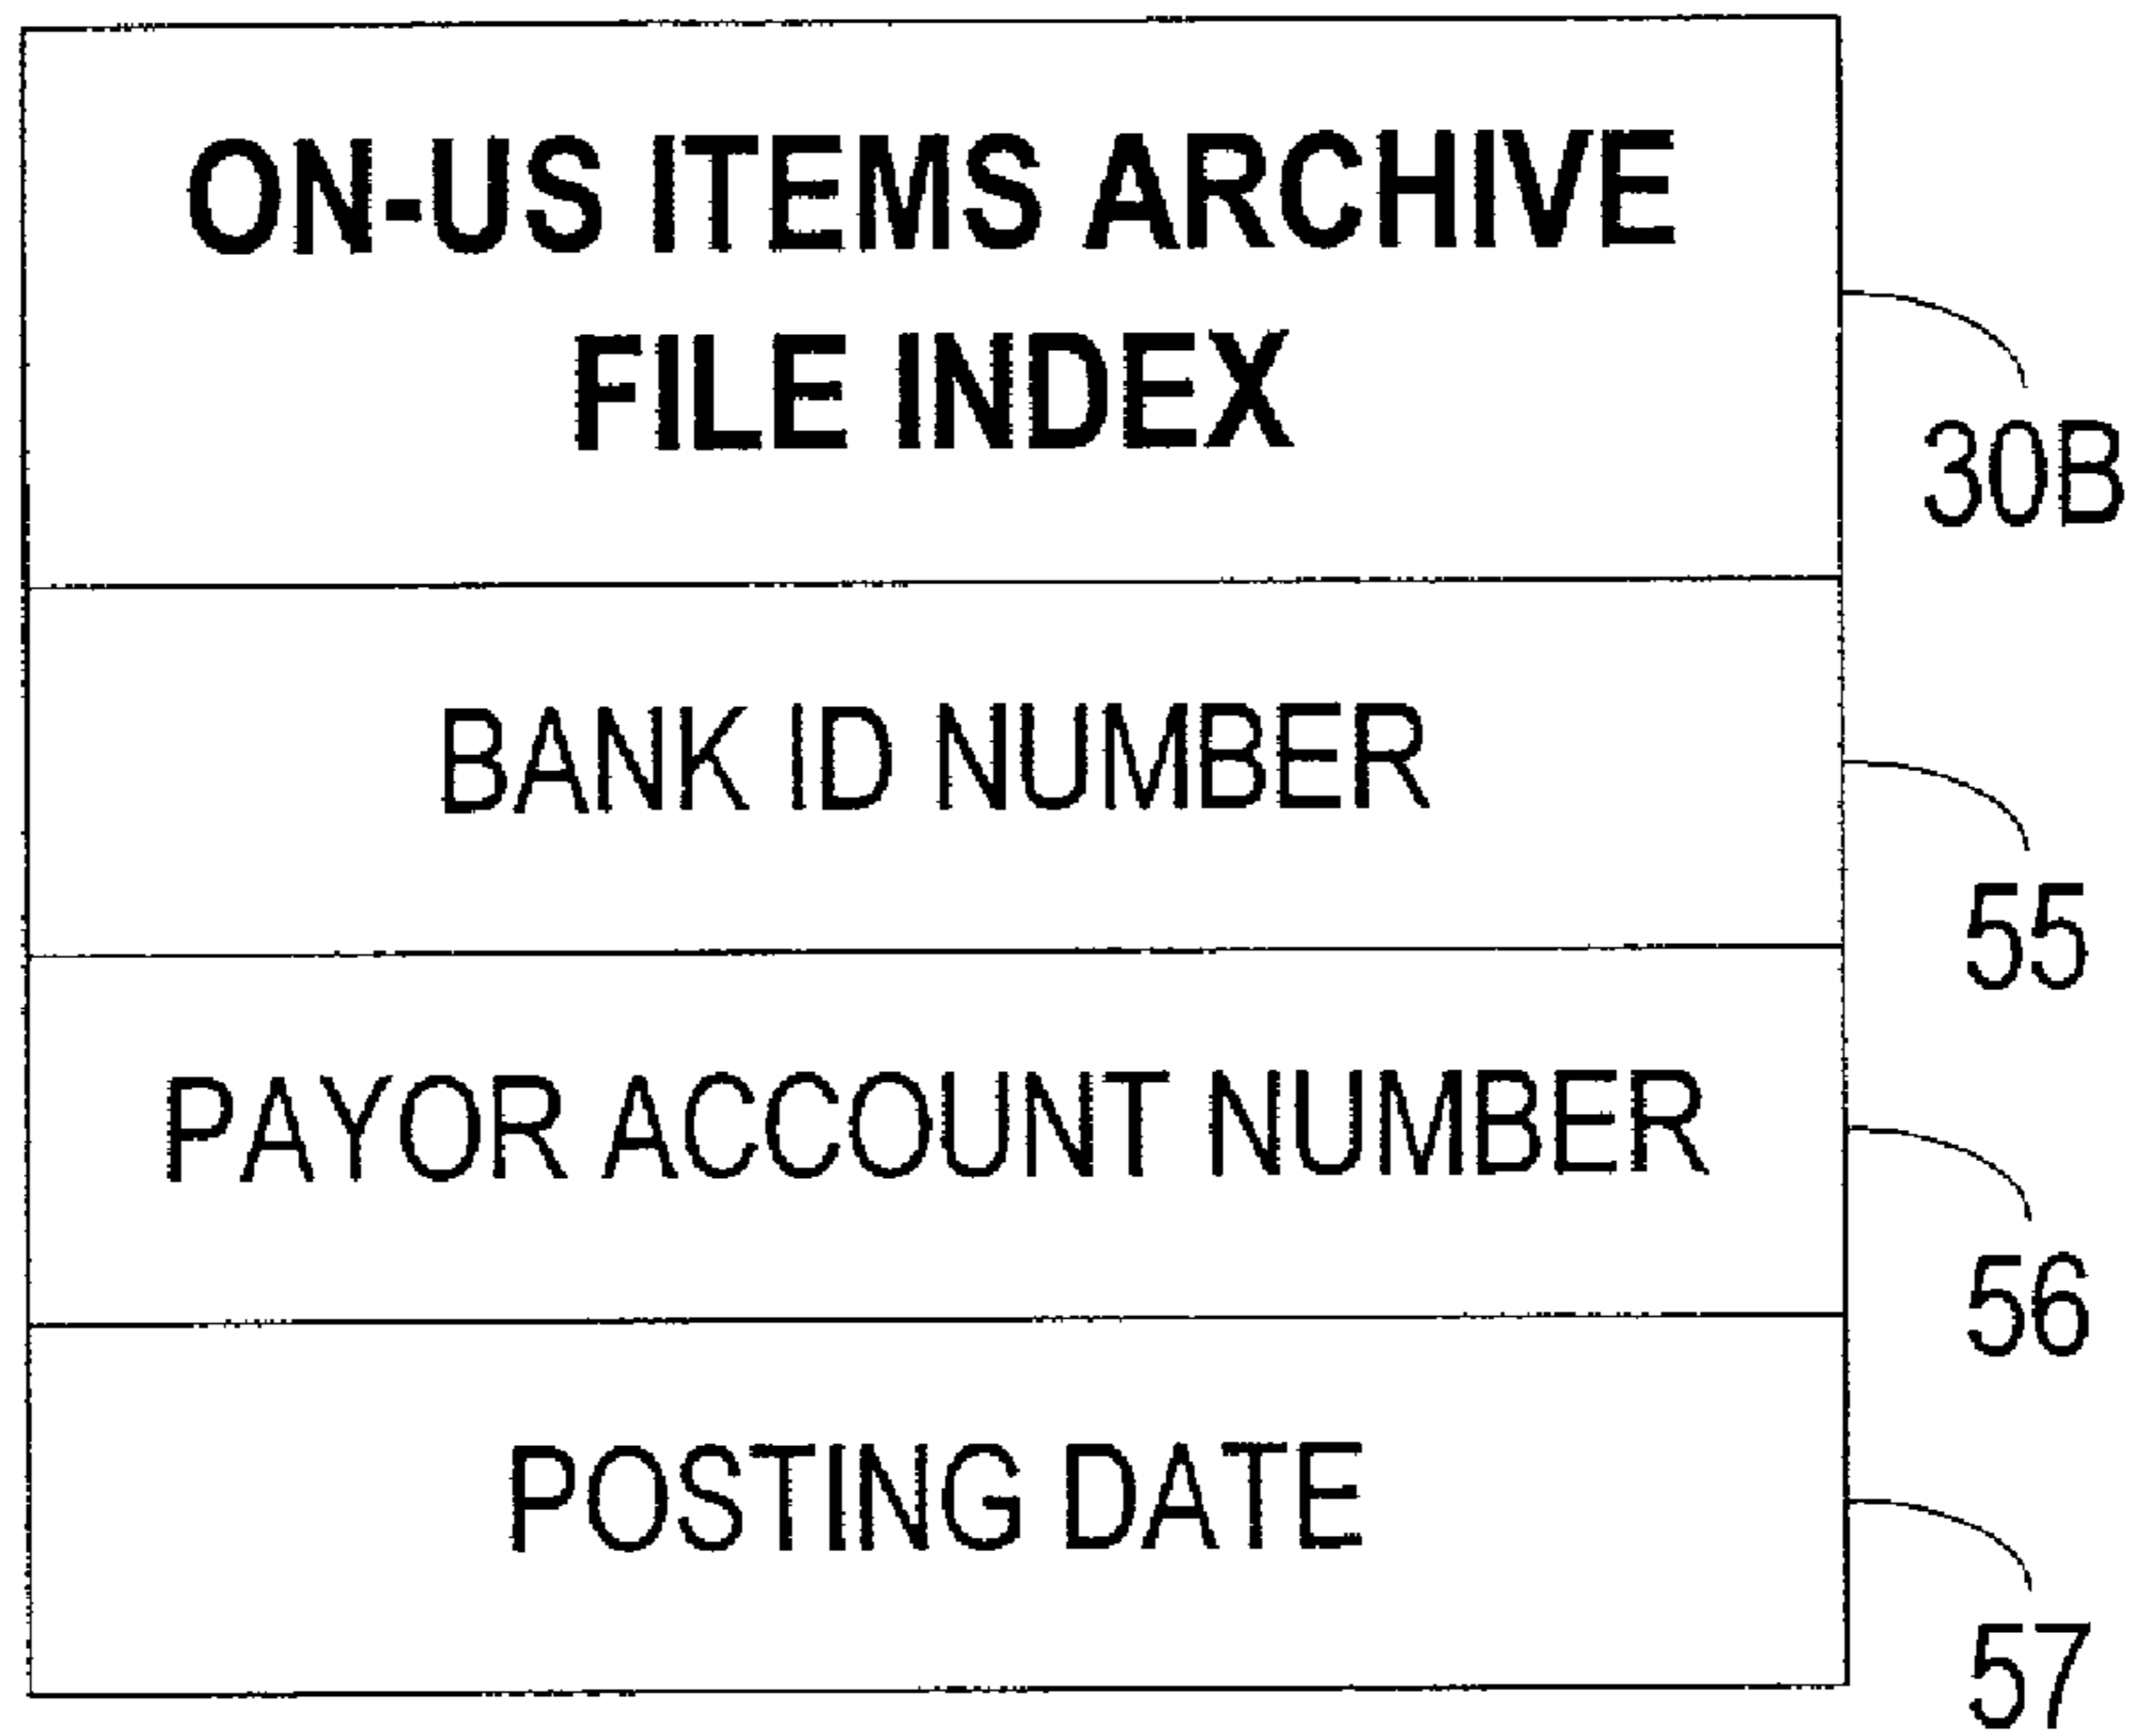 ON-US ITEMS ARCHIVE
FILE INDEX
30B
BANK ID NUMBER
55
PAYOR ACCOUNT NUMBER
56
POSTING DATE
57